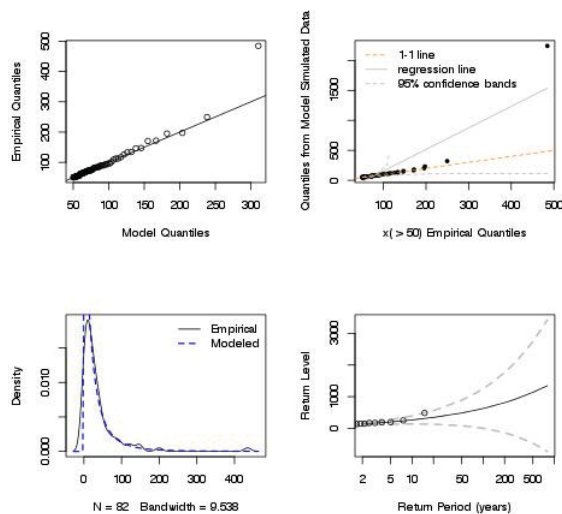 Empirical Quantiles
500
400
300
200
100
50 100 150 200 250 300
Model Quantiles
Quantiles from Model Simulated Data
1500
500
0
1-1 line
regression line
95% confidence bands
100 200 300 400 500
x( > 50) Empirical Quantiles
Density
0.010
0.000
Empirical
Modeled
0 100 200 300 400
N = 82 Bandwidth = 9.538
Return Level
3000
1000
0
2 5 10 50 100 200 500
Return Period (years)